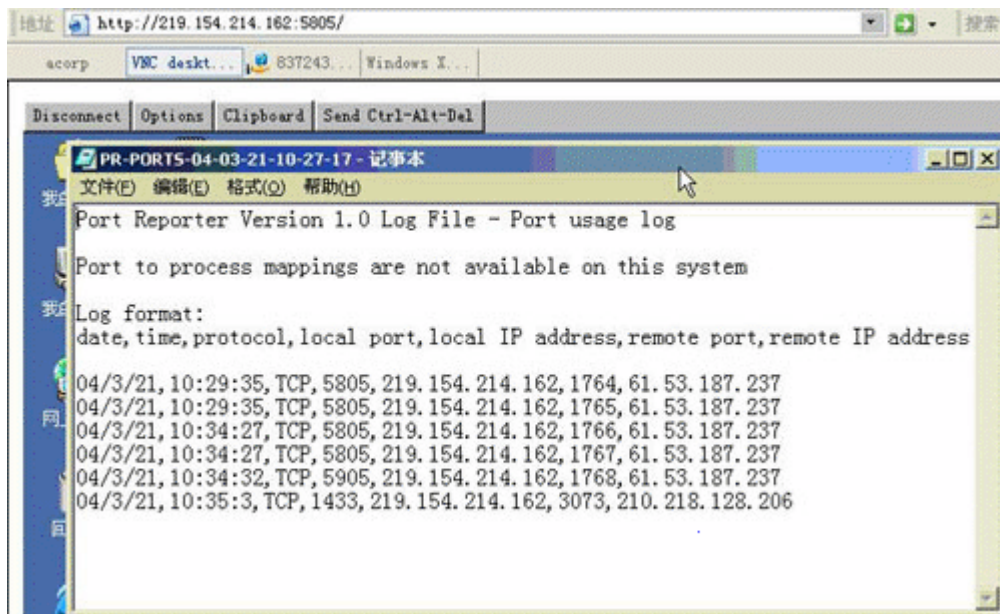 地址 http://219.154.214.162:5805/ 搜索
acorp VNC deskt... 837243... Windows X...
Disconnect Options Clipboard Send Ctrl-Alt-Del
PR-PORTS-04-03-21-10-27-17 - 记事本
文件(F) 编辑(E) 格式(O) 帮助(H)
Port Reporter Version 1.0 Log File - Port usage log
Port to process mappings are not available on this system
Log format:
date,time,protocol,local port,local IP address,remote port,remote IP address
04/3/21,10:29:35,TCP,5805,219.154.214.162,1764,61.53.187.237
04/3/21,10:29:35,TCP,5805,219.154.214.162,1765,61.53.187.237
04/3/21,10:34:27,TCP,5805,219.154.214.162,1766,61.53.187.237
04/3/21,10:34:27,TCP,5805,219.154.214.162,1767,61.53.187.237
04/3/21,10:34:32,TCP,5905,219.154.214.162,1768,61.53.187.237
04/3/21,10:35:3,TCP,1433,219.154.214.162,3073,210.218.128.206